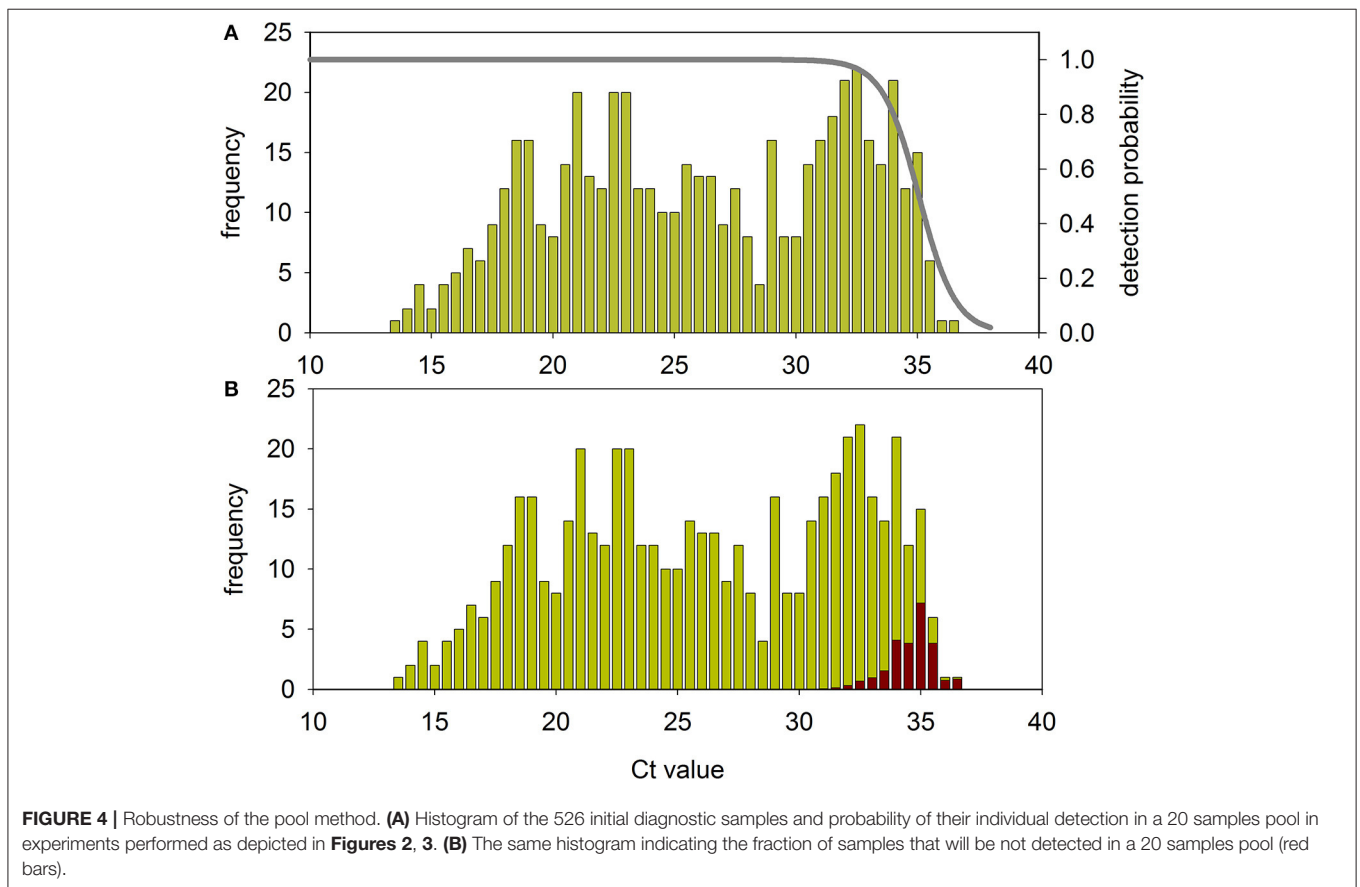 A
25
20
15
10
5
0
frequency
1.0
0.8
0.6
0.4
0.2
0.0
detection probability
10 15 20 25 30 35 40
B
25
20
15
10
5
0
frequency
10 15 20 25 30 35 40
Ct value
FIGURE 4 | Robustness of the pool method. (A) Histogram of the 526 initial diagnostic samples and probability of their individual detection in a 20 samples pool in
experiments performed as depicted in Figures 2, 3. (B) The same histogram indicating the fraction of samples that will be not detected in a 20 samples pool (red
bars).